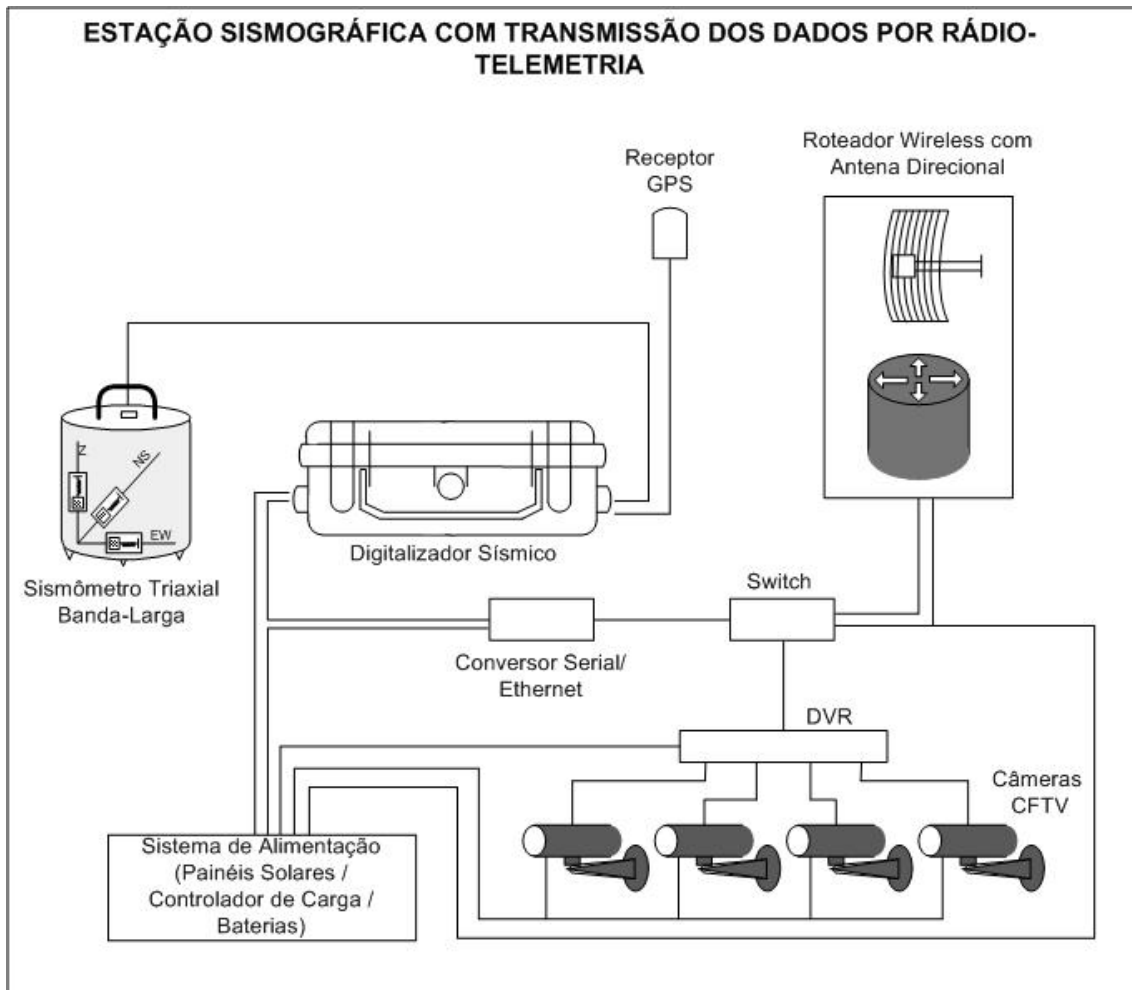 ESTAÇÃO SISMOGRÁFICA COM TRANSMISSÃO DOS DADOS POR RÁDIO-
TELEMETRIA
Roteador Wireless com
Antena Direcional
Receptor
GPS
Z
NS
EW
Sismômetro Triaxial
Banda-Larga
Digitalizador Sísmico
Switch
Conversor Serial/
Ethernet
DVR
Câmeras
CFTV
Sistema de Alimentação
(Painéis Solares /
Controlador de Carga /
Baterias)